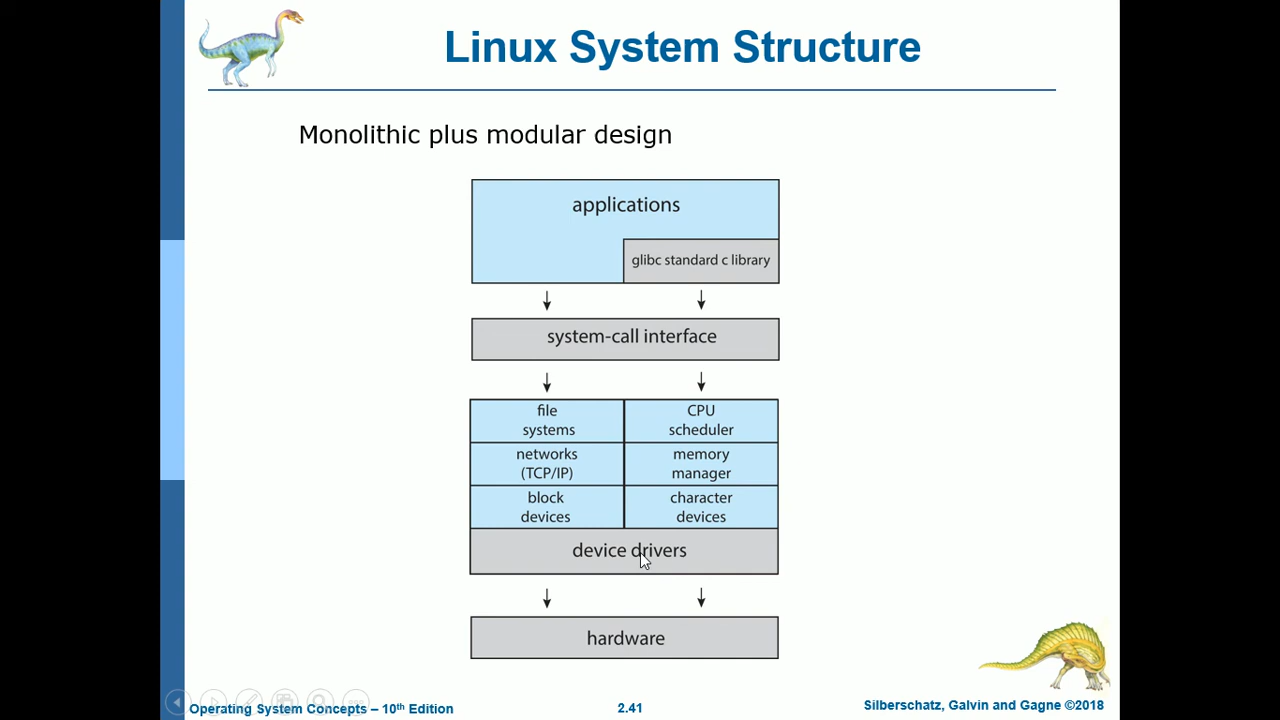 Linux System Structure
Monolithic plus modular design
applications
glibc standard c library
system-call interface
file
systems
CPU
scheduler
networks
(TCP/IP)
memory
manager
block
devices
character
devices
device drivers
hardware
Operating System Concepts – 10th Edition
2.41
Silberschatz, Galvin and Gagne ©2018